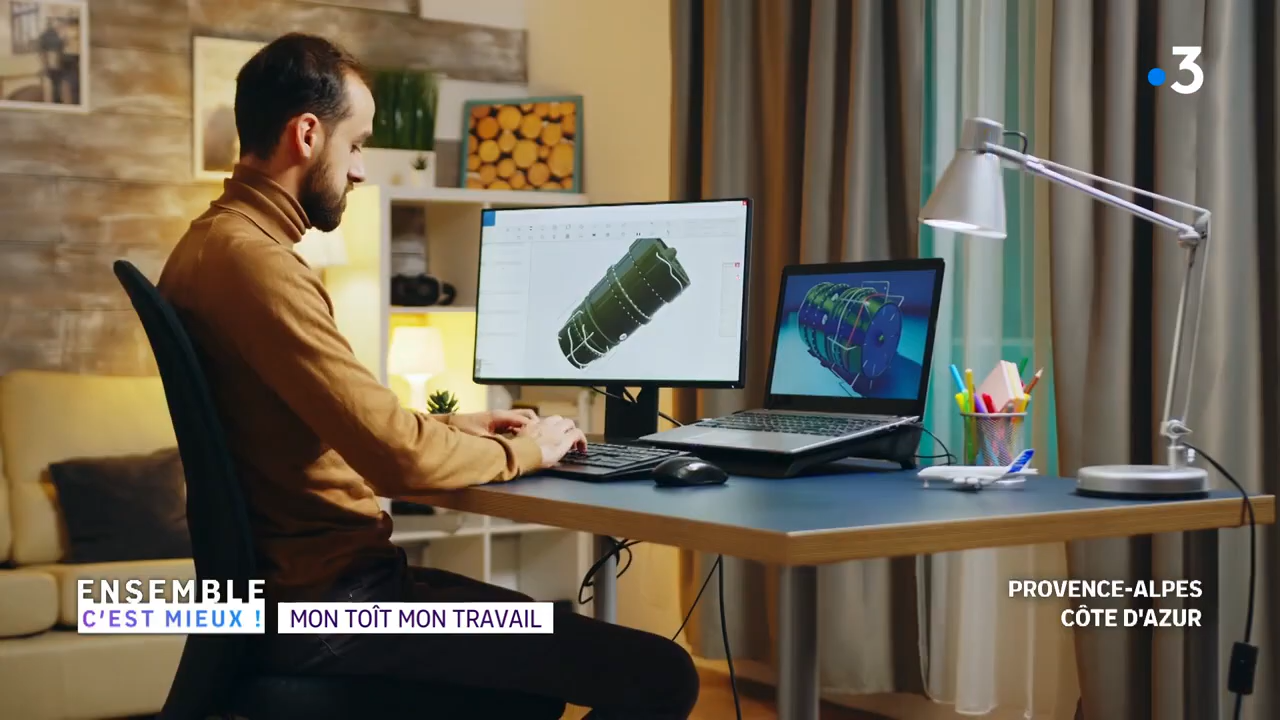 3
ENSEMBLE
C'EST MIEUX !
MON TOÎT MON TRAVAIL
PROVENCE-ALPES
CÔTE D'AZUR